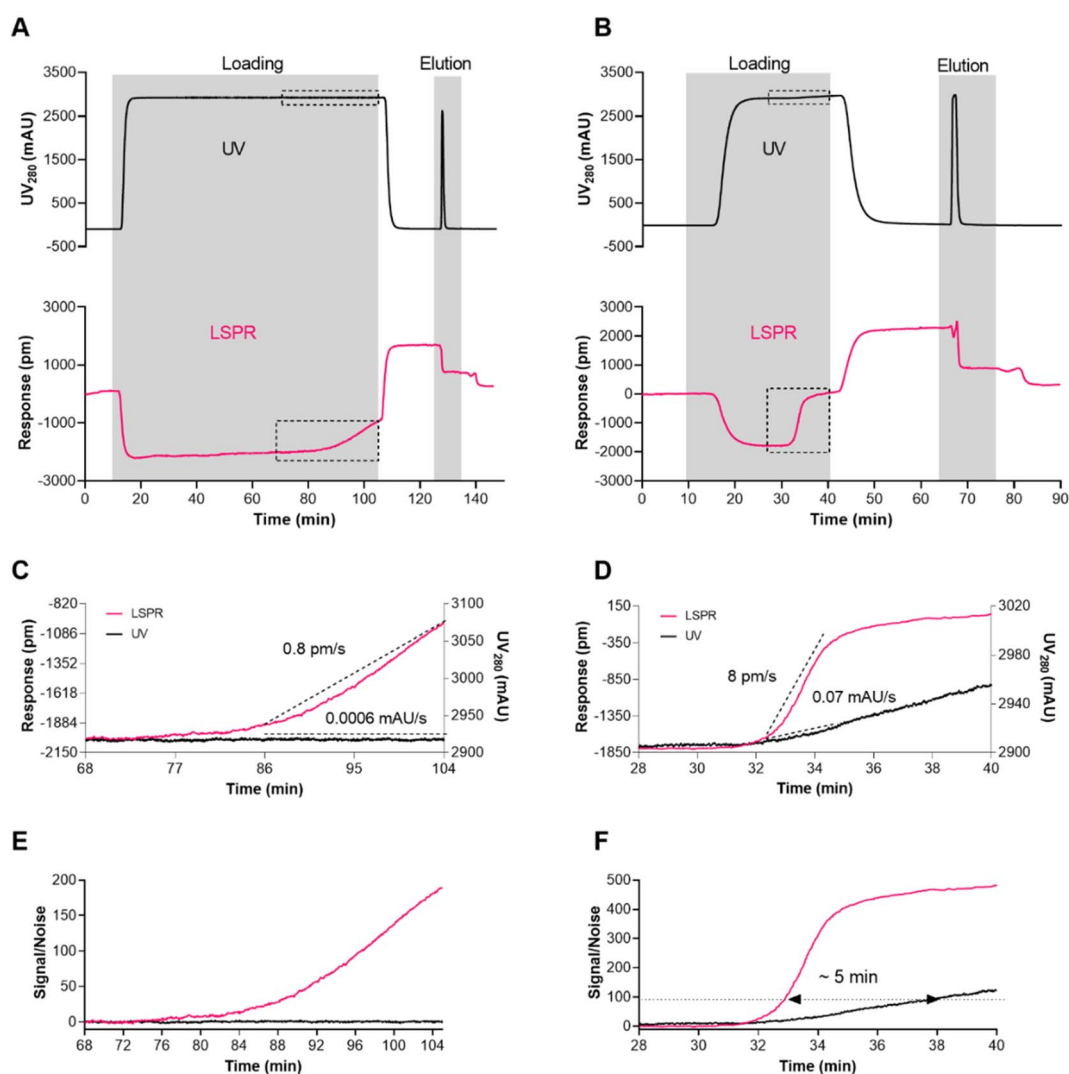 A
Loading
Elution
3500
2500
1500
500
-500
UV280 (mAU)
UV
3000
2000
1000
0
-1000
-2000
-3000
Response (pm)
LSPR
0 20 40 60 80 100 120 140
Time (min)
B
Loading
Elution
3500
2500
1500
500
-500
UV280 (mAU)
UV
3000
2000
1000
0
-1000
-2000
-3000
Response (pm)
LSPR
0 10 20 30 40 50 60 70 80 90
Time (min)
C
-820
-1086
-1352
-1618
-1884
-2150
Response (pm)
LSPR
UV
0.8 pm/s
0.0006 mAU/s
3100
3050
3000
2950
2900
UV280 (mAU)
68 77 86 95 104
Time (min)
D
150
-350
-850
-1350
-1850
Response (pm)
LSPR
UV
8 pm/s
0.07 mAU/s
3020
2980
2940
2900
UV280 (mAU)
28 30 32 34 36 38 40
Time (min)
E
200
150
100
50
0
Signal/Noise
68 72 76 80 84 88 92 96 100 104
Time (min)
F
500
400
300
200
100
0
Signal/Noise
~ 5 min
28 33 34 36 38 40
Time (min)